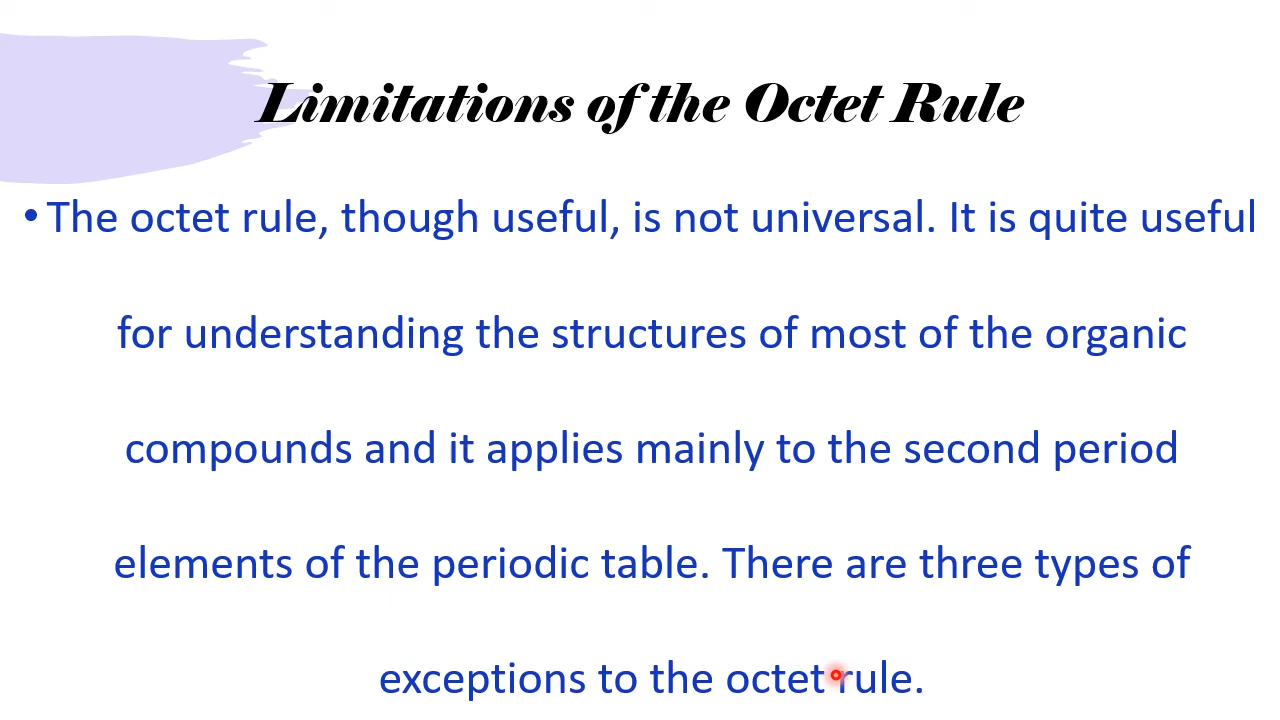 Limitations of the Octet Rule
• The octet rule, though useful, is not universal. It is quite useful
for understanding the structures of most of the organic
compounds and it applies mainly to the second period
elements of the periodic table. There are three types of
exceptions to the octet rule.